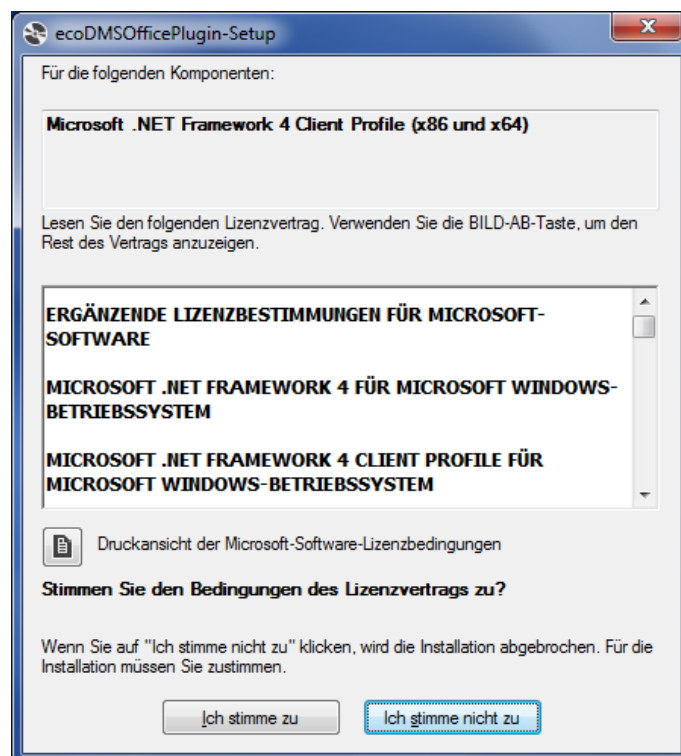 ecoDMSOfficePlugin-Setup
Für die folgenden Komponenten:
Microsoft .NET Framework 4 Client Profile (x86 und x64)
Lesen Sie den folgenden Lizenzvertrag. Verwenden Sie die BILD-AB-Taste, um den
Rest des Vertrags anzuzeigen.
ERGÄNZENDE LIZENZBESTIMMUNGEN FÜR MICROSOFT-
SOFTWARE
MICROSOFT .NET FRAMEWORK 4 FÜR MICROSOFT WINDOWS-
BETRIEBSSYSTEM
MICROSOFT .NET FRAMEWORK 4 CLIENT PROFILE FÜR
MICROSOFT WINDOWS-BETRIEBSSYSTEM
Druckansicht der Microsoft-Software-Lizenzbedingungen
Stimmen Sie den Bedingungen des Lizenzvertrags zu?
Wenn Sie auf "Ich stimme nicht zu" klicken, wird die Installation abgebrochen. Für die
Installation müssen Sie zustimmen.
Ich stimme zu
Ich stimme nicht zu